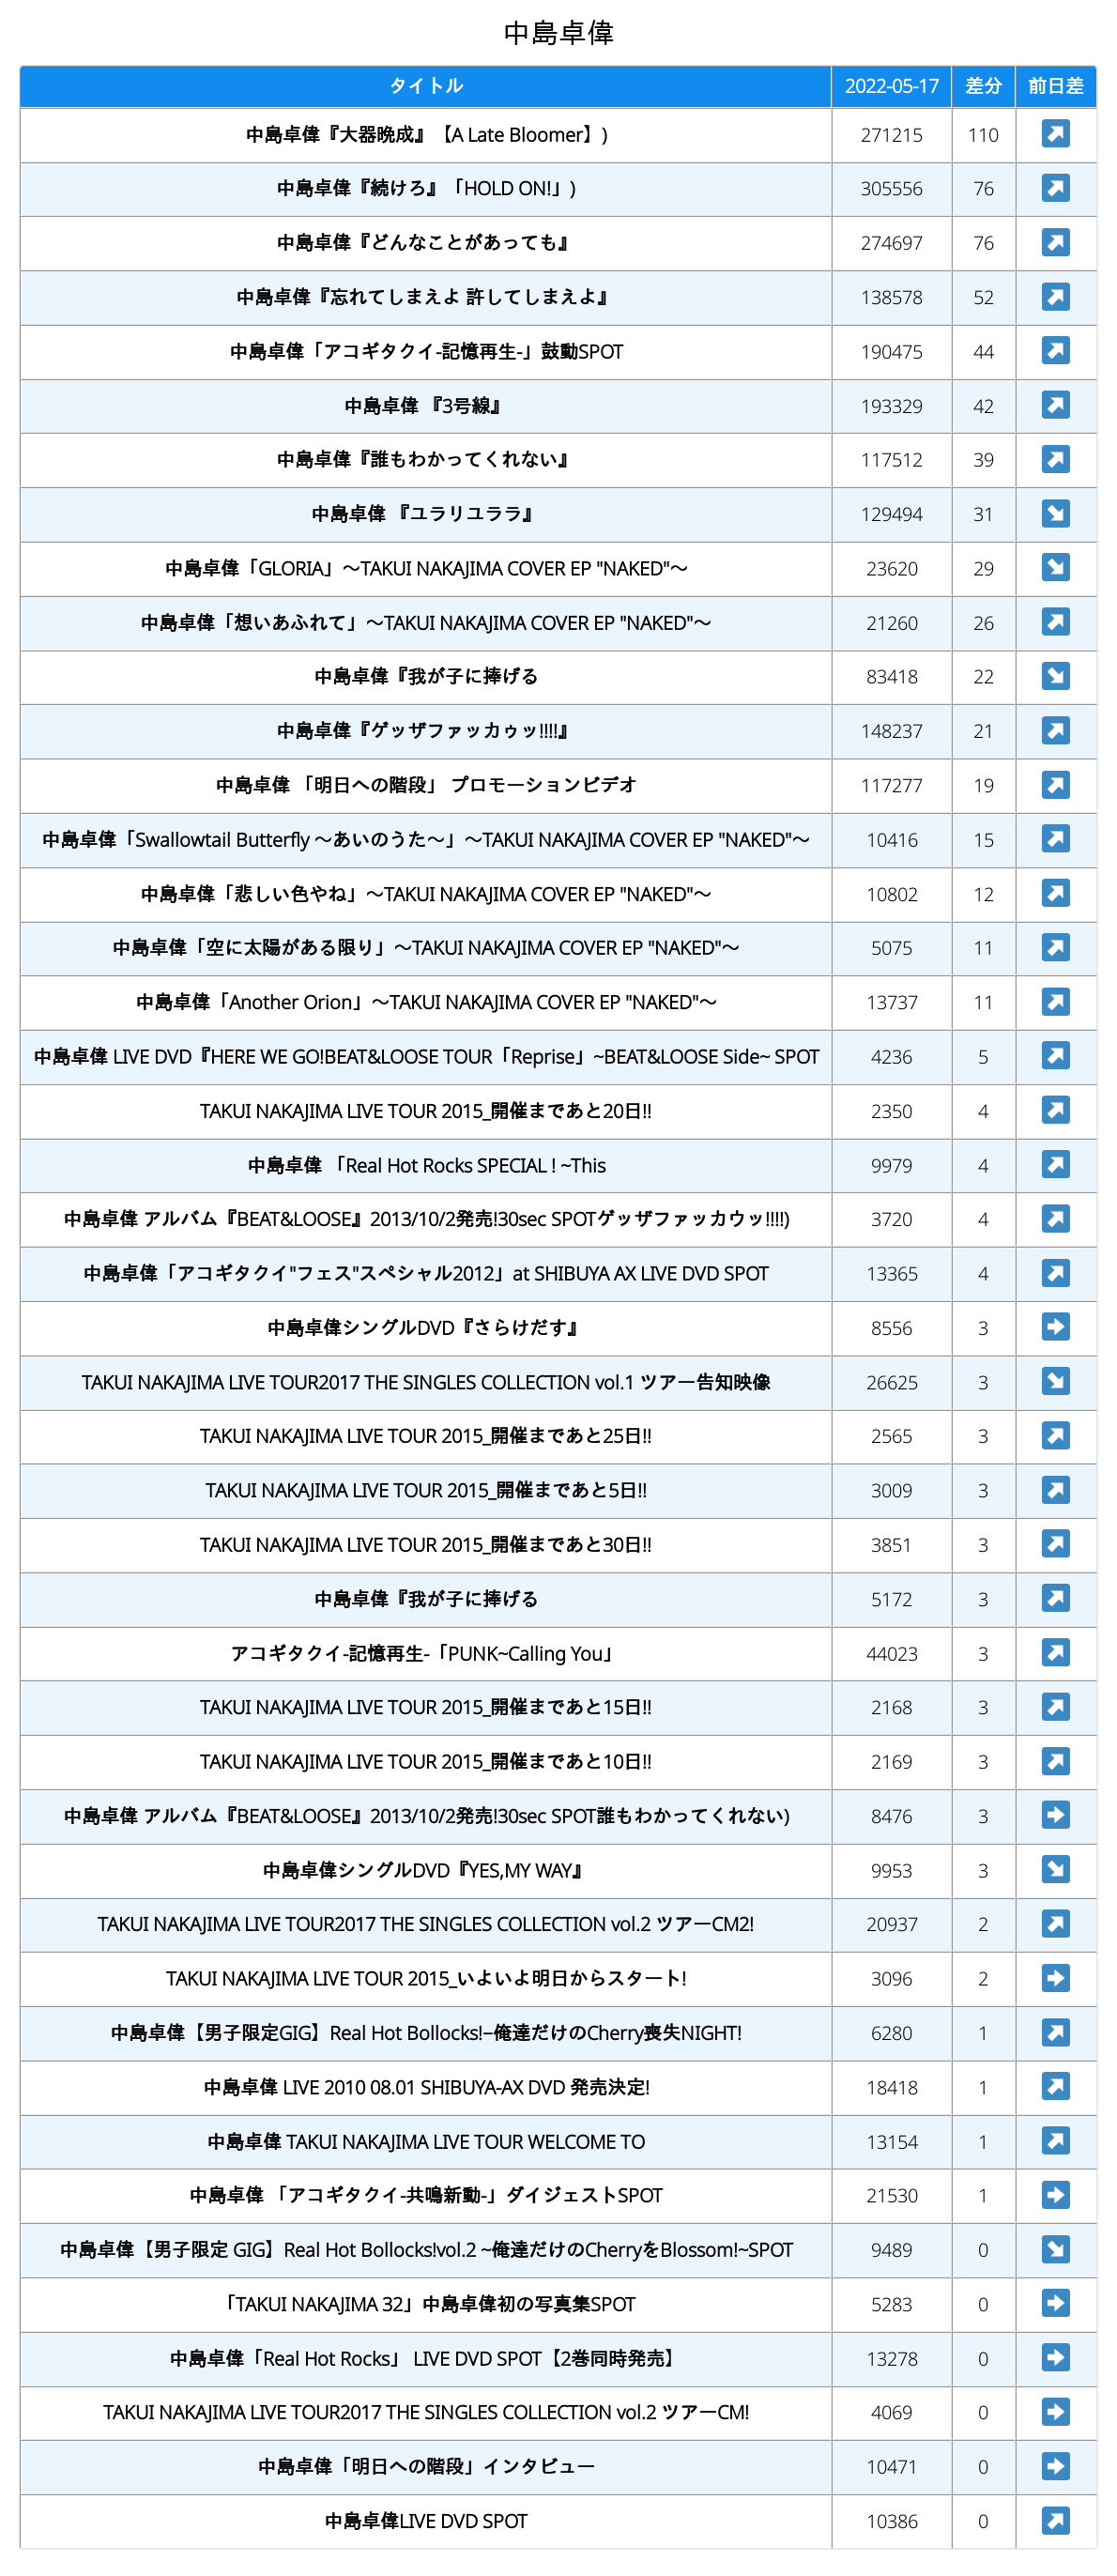 中島卓偉
タイトル 2022-05-17 差分 前日差
中島卓偉『大器晩成』【A Late Bloomer】) 271215 110 ↗
中島卓偉『続けろ』「HOLD ON!」) 305556 76 ↗
中島卓偉『どんなことがあっても』 274697 76 ↗
中島卓偉『忘れてしまえよ 許してしまえよ』 138578 52 ↗
中島卓偉「アコギタクイ-記憶再生-」鼓動SPOT 190475 44 ↗
中島卓偉 『3号線』 193329 42 ↗
中島卓偉『誰もわかってくれない』 117512 39 ↗
中島卓偉 『ユラリユララ』 129494 31 ↘
中島卓偉「GLORIA」〜TAKUI NAKAJIMA COVER EP "NAKED"〜 23620 29 ↘
中島卓偉「想いあふれて」〜TAKUI NAKAJIMA COVER EP "NAKED"〜 21260 26 ↗
中島卓偉『我が子に捧げる 83418 22 ↘
中島卓偉『ゲッザファッカゥッ!!!!』 148237 21 ↗
中島卓偉 「明日への階段」 プロモーションビデオ 117277 19 ↗
中島卓偉「Swallowtail Butterfly 〜あいのうた〜」〜TAKUI NAKAJIMA COVER EP "NAKED"〜 10416 15 ↗
中島卓偉「悲しい色やね」〜TAKUI NAKAJIMA COVER EP "NAKED"〜 10802 12 ↗
中島卓偉「空に太陽がある限り」〜TAKUI NAKAJIMA COVER EP "NAKED"〜 5075 11 ↗
中島卓偉「Another Orion」〜TAKUI NAKAJIMA COVER EP "NAKED"〜 13737 11 ↗
中島卓偉 LIVE DVD『HERE WE GO!BEAT&LOOSE TOUR「Reprise」~BEAT&LOOSE Side~ SPOT 4236 5 ↗
TAKUI NAKAJIMA LIVE TOUR 2015_開催まであと20日!! 2350 4 ↗
中島卓偉 「Real Hot Rocks SPECIAL ! ~This 9979 4 ↗
中島卓偉 アルバム『BEAT&LOOSE』2013/10/2発売!30sec SPOTゲッザファッカウッ!!!!) 3720 4 ↗
中島卓偉「アコギタクイ"フェス"スペシャル2012」at SHIBUYA AX LIVE DVD SPOT 13365 4 ↗
中島卓偉シングルDVD『さらけだす』 8556 3 ➡
TAKUI NAKAJIMA LIVE TOUR2017 THE SINGLES COLLECTION vol.1 ツアー告知映像 26625 3 ↘
TAKUI NAKAJIMA LIVE TOUR 2015_開催まであと25日!! 2565 3 ↗
TAKUI NAKAJIMA LIVE TOUR 2015_開催まであと5日!! 3009 3 ↗
TAKUI NAKAJIMA LIVE TOUR 2015_開催まであと30日!! 3851 3 ↗
中島卓偉『我が子に捧げる 5172 3 ↗
アコギタクイ-記憶再生-「PUNK~Calling You」 44023 3 ↗
TAKUI NAKAJIMA LIVE TOUR 2015_開催まであと15日!! 2168 3 ↗
TAKUI NAKAJIMA LIVE TOUR 2015_開催まであと10日!! 2169 3 ↗
中島卓偉 アルバム『BEAT&LOOSE』2013/10/2発売!30sec SPOT誰もわかってくれない) 8476 3 ➡
中島卓偉シングルDVD『YES,MY WAY』 9953 3 ↘
TAKUI NAKAJIMA LIVE TOUR2017 THE SINGLES COLLECTION vol.2 ツアーCM2! 20937 2 ↗
TAKUI NAKAJIMA LIVE TOUR 2015_いよいよ明日からスタート! 3096 2 ➡
中島卓偉【男子限定GIG】Real Hot Bollocks!−俺達だけのCherry喪失NIGHT! 6280 1 ↗
中島卓偉 LIVE 2010 08.01 SHIBUYA-AX DVD 発売決定! 18418 1 ↗
中島卓偉 TAKUI NAKAJIMA LIVE TOUR WELCOME TO 13154 1 ↗
中島卓偉 「アコギタクイ-共鳴新動-」ダイジェストSPOT 21530 1 ➡
中島卓偉【男子限定 GIG】Real Hot Bollocks!vol.2 ~俺達だけのCherryをBlossom!~SPOT 9489 0 ↘
「TAKUI NAKAJIMA 32」中島卓偉初の写真集SPOT 5283 0 ➡
中島卓偉「Real Hot Rocks」 LIVE DVD SPOT【2巻同時発売】 13278 0 ➡
TAKUI NAKAJIMA LIVE TOUR2017 THE SINGLES COLLECTION vol.2 ツアーCM! 4069 0 ➡
中島卓偉「明日への階段」インタビュー 10471 0 ➡
中島卓偉LIVE DVD SPOT 10386 0 ↗